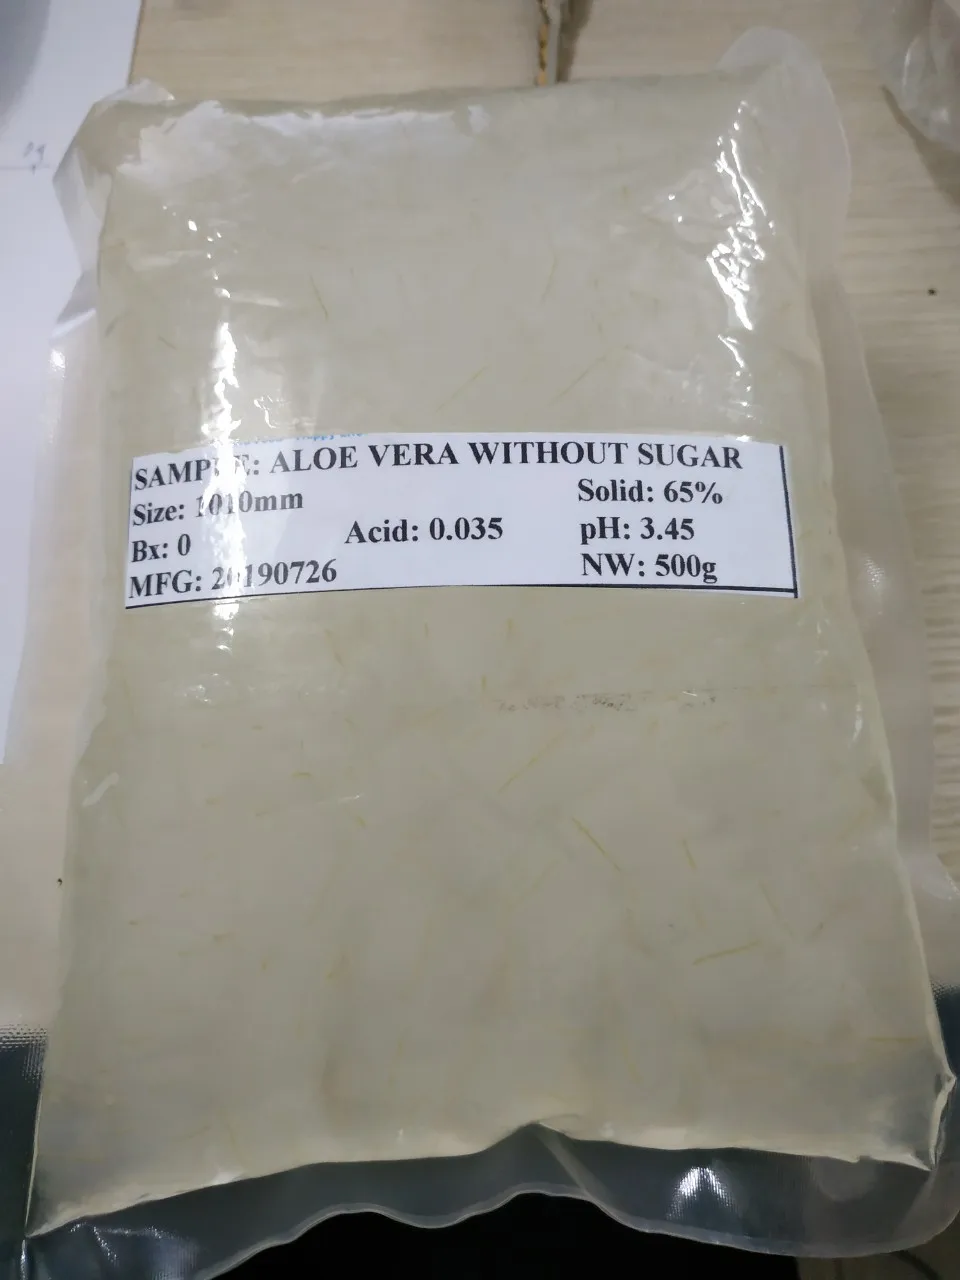 SAMPLE: ALOE VERA WITHOUT SUGAR
Size: 1010mm Solid: 65%
Bx: 0 Acid: 0.035 pH: 3.45
MFG: 20190726 NW: 500g